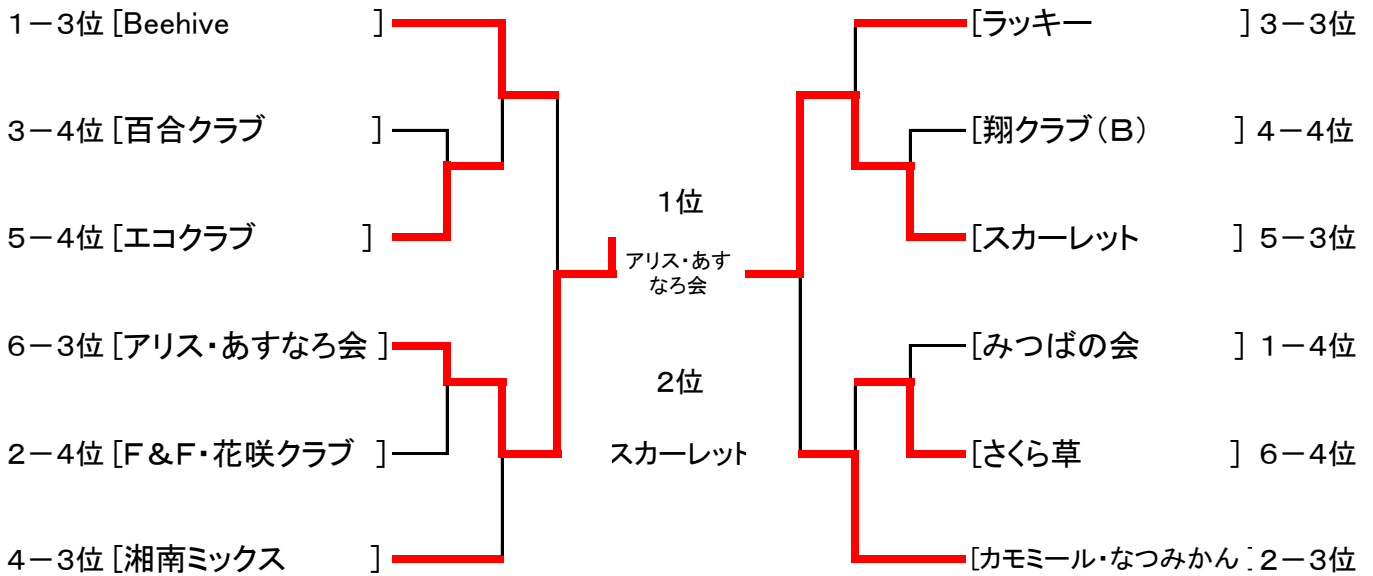 1－3位 [Beehive ]
3－4位 [百合クラブ ]
5－4位 [エコクラブ ]
6－3位 [アリス・あすなろ会 ]
2－4位 [F＆F・花咲クラブ ]
4－3位 [湘南ミックス ]
1位
アリス・あす
なろ会
2位
スカーレット
[ラッキー ] 3－3位
[翔クラブ（B） ] 4－4位
[スカーレット ] 5－3位
[みつばの会 ] 1－4位
[さくら草 ] 6－4位
[カモミール・なつみかん ] 2－3位